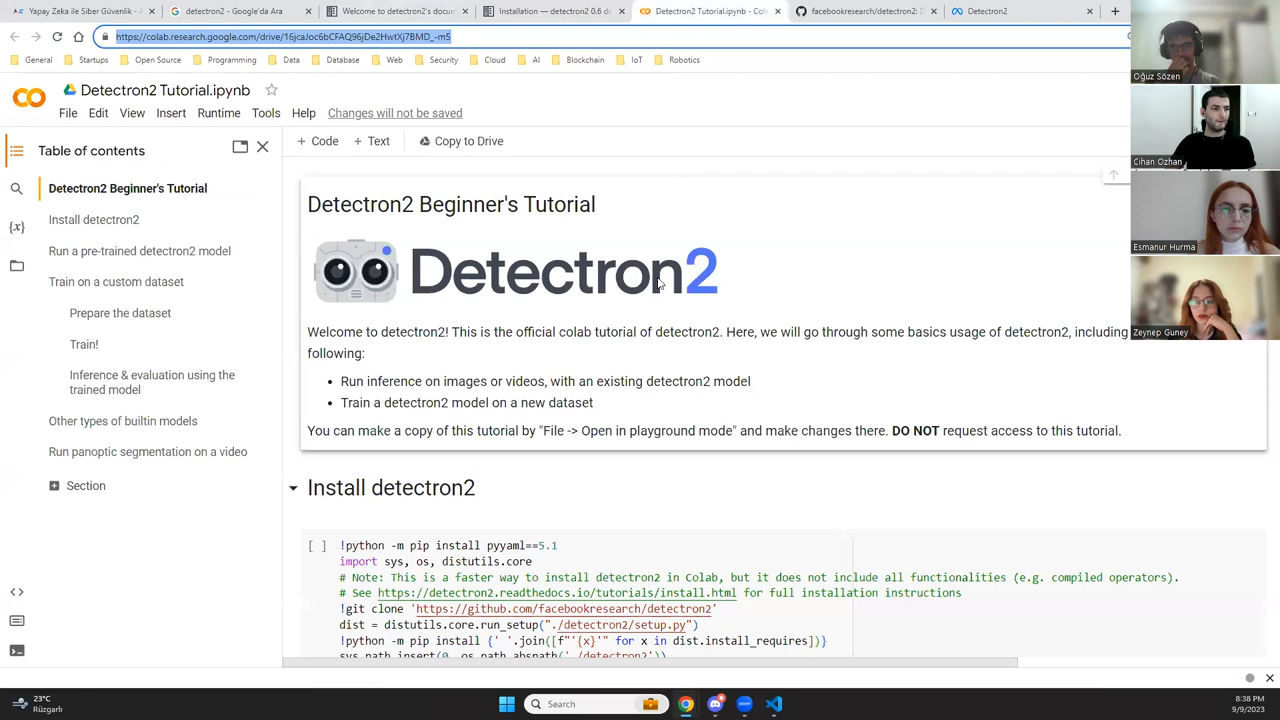 Yapay Zeka ile Siber Güvenlik - A
detectron2 - Google'da Ara
Welcome to detectron2's docum
Installation — detectron2 0.6 do
Detectron2 Tutorial.ipynb - Cola
facebookresearch/detectron2: D
Detectron2
https://colab.research.google.com/drive/16jcaJoc6bCFAQ96jDe2HwtXj7BMD_-m5
General
Startups
Open Source
Programming
Data
Database
Web
Security
Cloud
AI
Blockchain
IoT
Robotics
Detectron2 Tutorial.ipynb
File Edit View Insert Runtime Tools Help Changes will not be saved
Table of contents
Detectron2 Beginner's Tutorial
Install detectron2
Run a pre-trained detectron2 model
Train on a custom dataset
Prepare the dataset
Train!
Inference & evaluation using the
trained model
Other types of builtin models
Run panoptic segmentation on a video
Section
+ Code + Text Copy to Drive
Detectron2 Beginner's Tutorial
Detectron2
Welcome to detectron2! This is the official colab tutorial of detectron2. Here, we will go through some basics usage of detectron2, including
following:
• Run inference on images or videos, with an existing detectron2 model
• Train a detectron2 model on a new dataset
You can make a copy of this tutorial by "File -> Open in playground mode" and make changes there. DO NOT request access to this tutorial.
Install detectron2
[ ] !python -m pip install pyyaml==5.1
import sys, os, distutils.core
# Note: This is a faster way to install detectron2 in Colab, but it does not include all functionalities (e.g. compiled operators).
# See https://detectron2.readthedocs.io/tutorials/install.html for full installation instructions
!git clone 'https://github.com/facebookresearch/detectron2'
dist = distutils.core.run_setup("./detectron2/setup.py")
!python -m pip install {' '.join([f"'{x}'" for x in dist.install_requires])}
sys.path.insert(0, os.path.abspath('./detectron2'))
Oğuz Sözen
Cihan Ozhan
Esmanur Hurma
Zeynep Guney
23°C
Rüzgarlı
Search
8:38 PM
9/9/2023